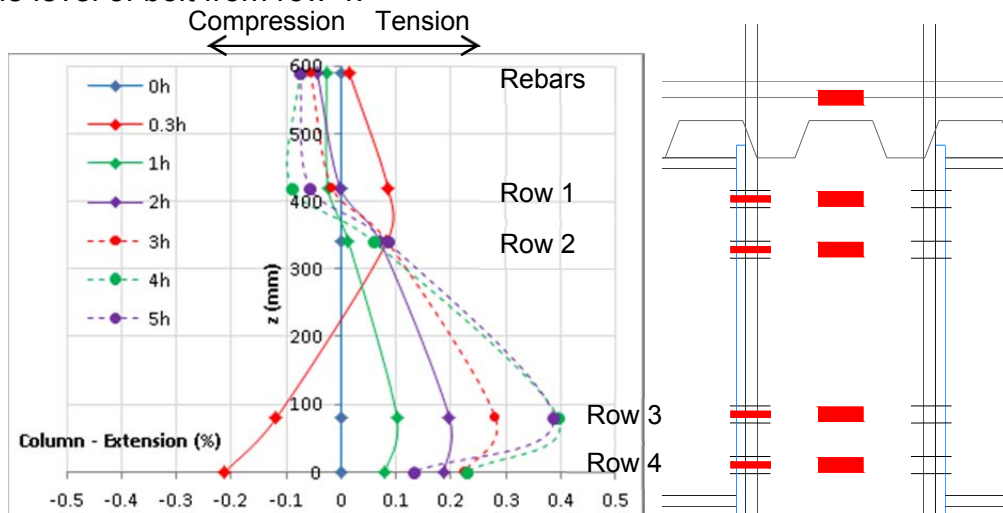 Compression Tension
600
500
400
300
200
100
0
z (mm)
0h
0.3h
1h
2h
3h
4h
5h
Rebars
Row 1
Row 2
Row 3
Row 4
Column - Extension (%)
-0.5 -0.4 -0.3 -0.2 -0.1 0 0.1 0.2 0.3 0.4 0.5